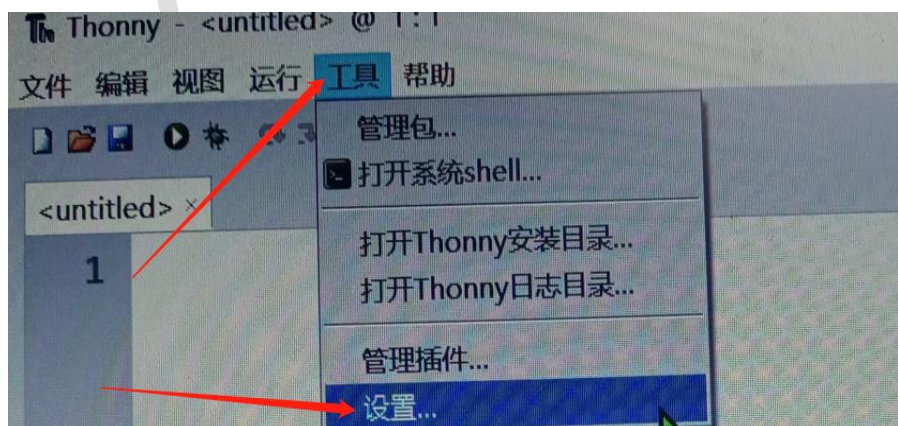 Thonny - <untitled> @ 1:1
文件 编辑 视图 运行 工具 帮助
管理包...
打开系统shell...
<untitled> ×
打开Thonny安装目录...
1
打开Thonny日志目录...
管理插件...
设置...